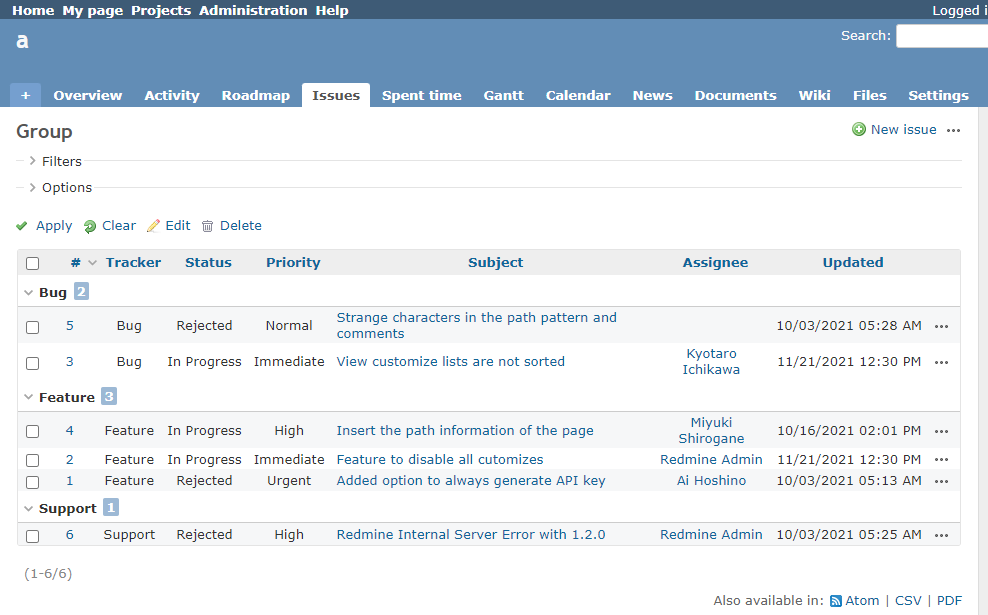 Home My page Projects Administration Help Logged i
a
Search:
+ Overview Activity Roadmap Issues Spent time Gantt Calendar News Documents Wiki Files Settings
Group
New issue ...
Filters
Options
Apply Clear Edit Delete
# Tracker Status Priority Subject Assignee Updated
Bug 2
5 Bug Rejected Normal Strange characters in the path pattern and comments 10/03/2021 05:28 AM ...
3 Bug In Progress Immediate View customize lists are not sorted Kyotaro Ichikawa 11/21/2021 12:30 PM ...
Feature 3
4 Feature In Progress High Insert the path information of the page Miyuki Shirogane 10/16/2021 02:01 PM ...
2 Feature In Progress Immediate Feature to disable all cutomizes Redmine Admin 11/21/2021 12:30 PM ...
1 Feature Rejected Urgent Added option to always generate API key Ai Hoshino 10/03/2021 05:13 AM ...
Support 1
6 Support Rejected High Redmine Internal Server Error with 1.2.0 Redmine Admin 10/03/2021 05:25 AM ...
(1-6/6)
Also available in: Atom | CSV | PDF